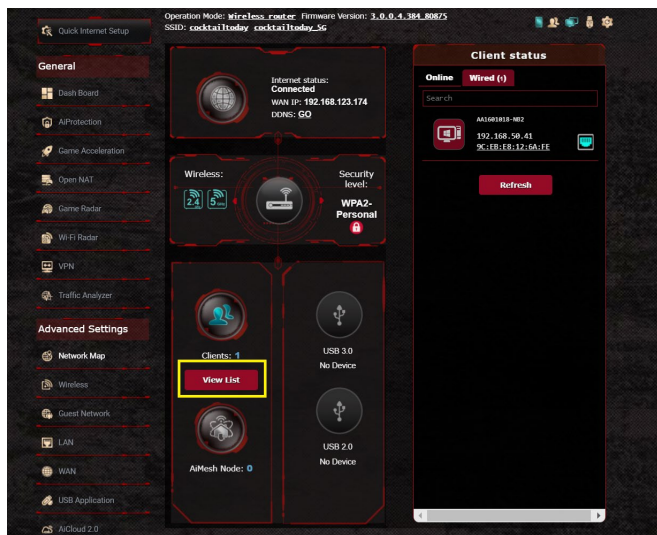 Operation Mode: Wireless router Firmware Version: 3.0.0.4.384_80875
SSID: cocktailtoday cocktailtoday_5G
Quick Internet Setup
General
Dash Board
AiProtection
Game Acceleration
Open NAT
Game Radar
Wi-Fi Radar
VPN
Traffic Analyzer
Advanced Settings
Network Map
Wireless
Guest Network
LAN
WAN
USB Application
AiCloud 2.0
Internet status:
Connected
WAN IP: 192.168.123.174
DDNS: GO
Wireless:
2.4
5
Security
level:
WPA2-
Personal
Clients: 1
View List
AiMesh Node: 0
USB 3.0
No Device
USB 2.0
No Device
Client status
Online Wired (1)
Search
AA1601018-NB2
192.168.50.41
9C:EB:E8:12:6A:FE
Refresh